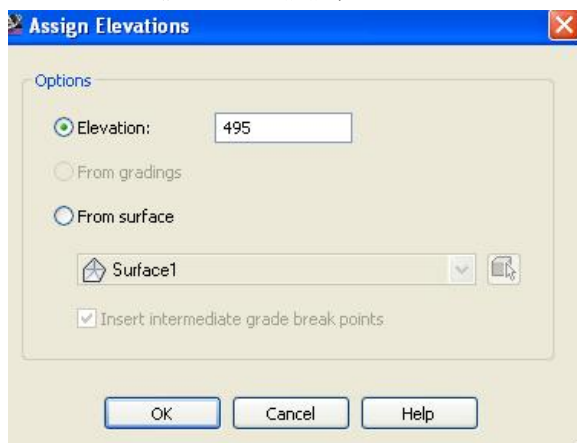 Assign Elevations
Options
Elevation: 495
From gradings
From surface
Surface1
Insert intermediate grade break points
OK Cancel Help